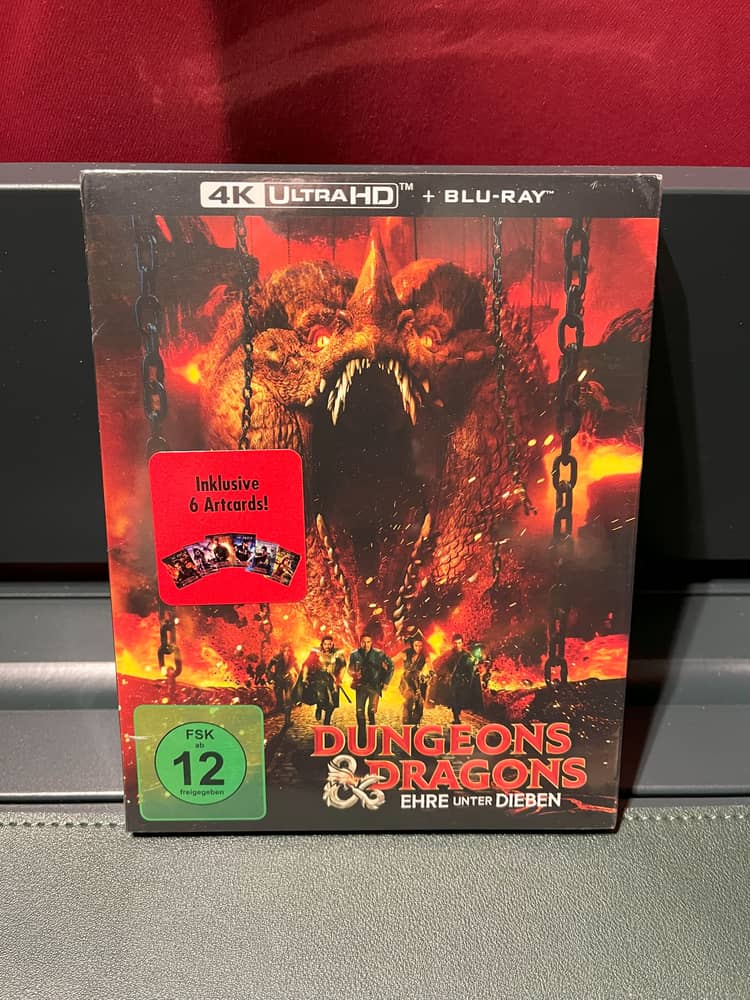 4K ULTRA HD™ + BLU-RAY™
Inklusive
6 Artcards!
FSK
ab
12
freigegeben
DUNGEONS
& DRAGONS
EHRE UNTER DIEBEN